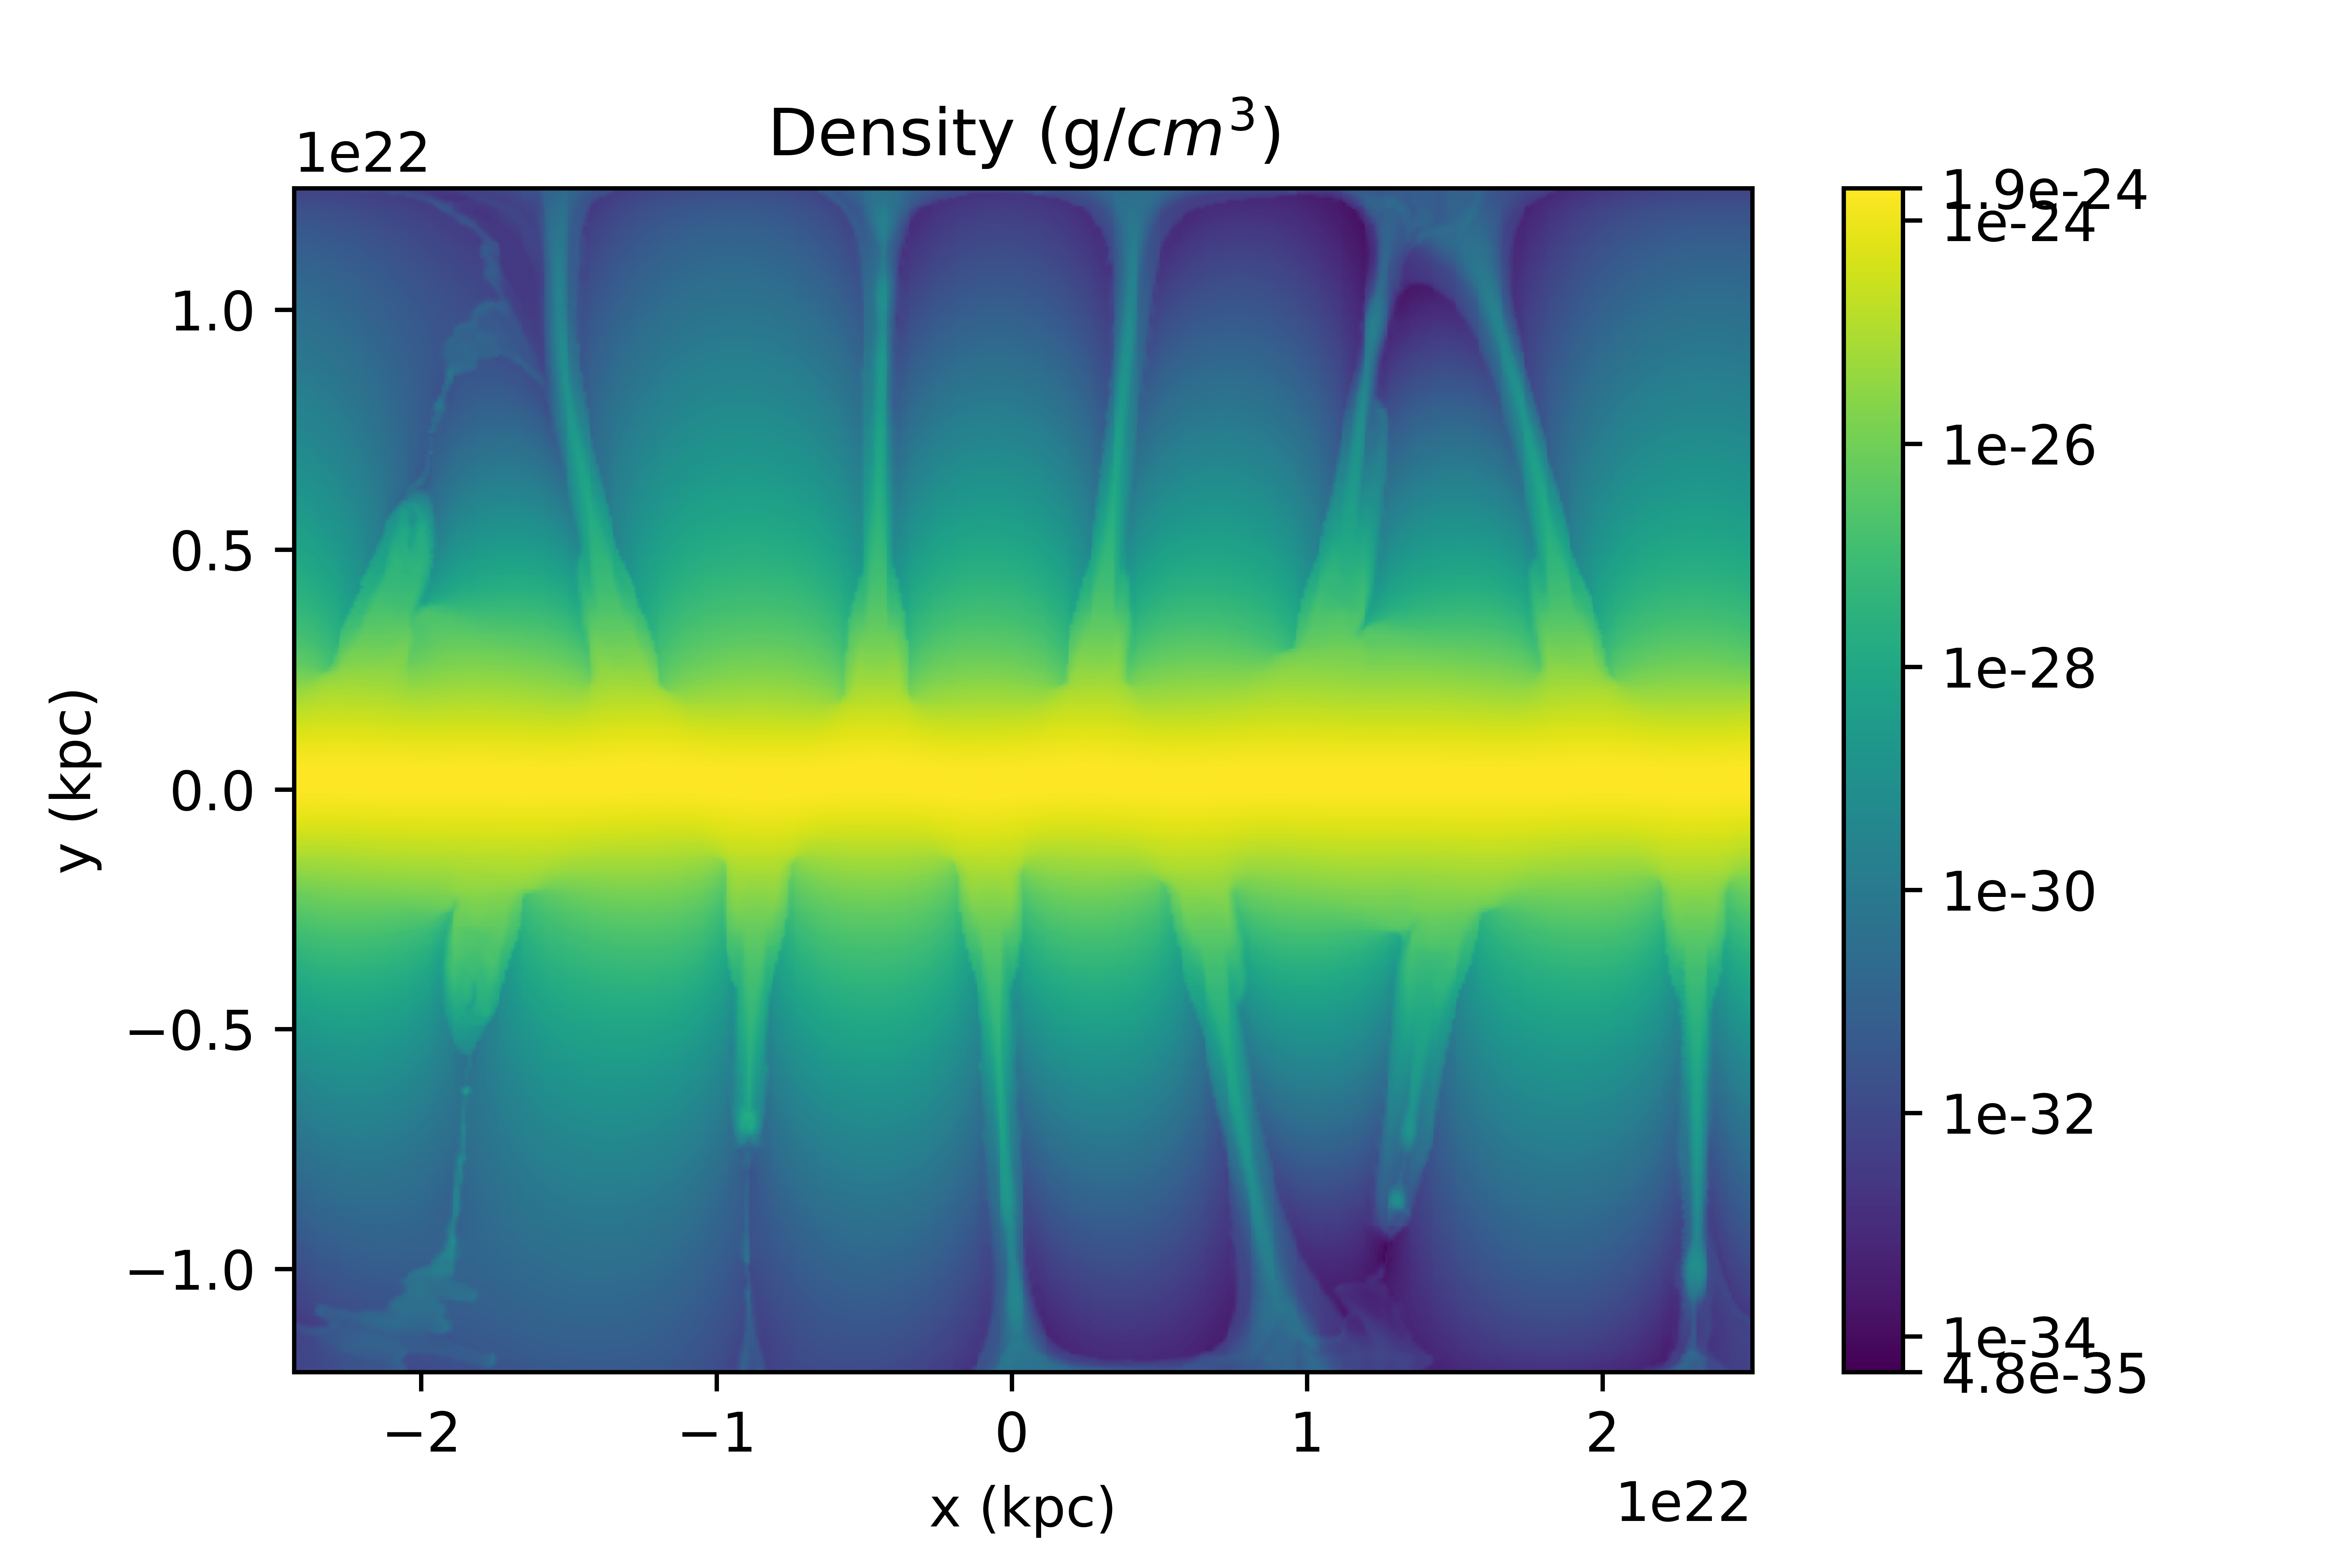 Density (g/cm³)
1e22
1.0
0.5
0.0
−0.5
−1.0
y (kpc)
−2
−1
0
1
2
x (kpc)
1e22
1.9e-24
1e-24
1e-26
1e-28
1e-30
1e-32
1e-34
4.8e-35